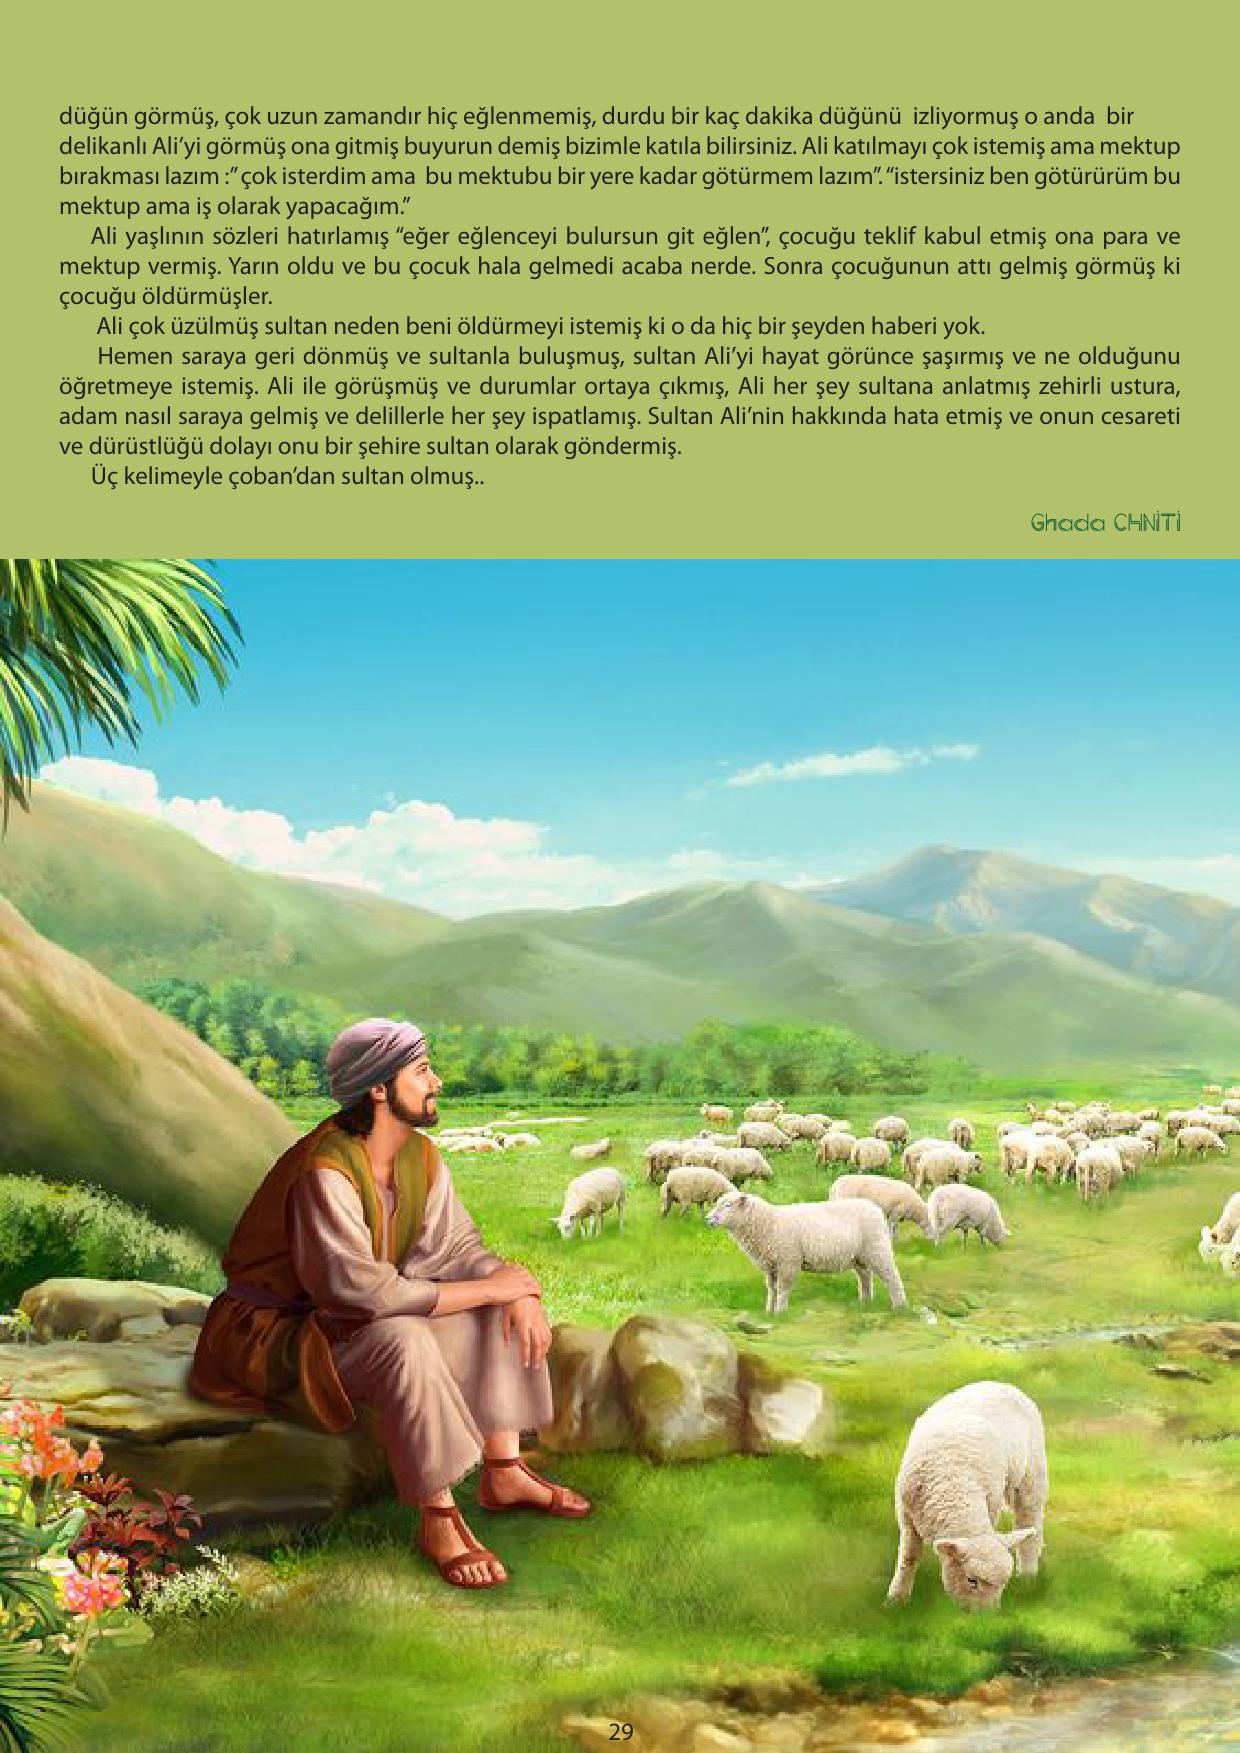 düğün görmüş, çok uzun zamandır hiç eğlenmemiş, durdu bir kaç dakika düğünü  izliyormuş o anda  bir
delikanlı Ali’yi görmüş ona gitmiş buyurun demiş bizimle katıla bilirsiniz. Ali katılmayı çok istemiş ama mektup
bırakması lazım :” çok isterdim ama  bu mektubu bir yere kadar götürmem lazım”. “istersiniz ben götürürüm bu
mektup ama iş olarak yapacağım.”
Ali yaşlının sözleri hatırlamış “eğer eğlenceyi bulursun git eğlen”, çocuğu teklif kabul etmiş ona para ve
mektup vermiş. Yarın oldu ve bu çocuk hala gelmedi acaba nerde. Sonra çocuğunun attı gelmiş görmüş ki
çocuğu öldürmüşler.
Ali çok üzülmüş sultan neden beni öldürmeyi istemiş ki o da hiç bir şeyden haberi yok.
Hemen saraya geri dönmüş ve sultanla buluşmuş, sultan Ali’yi hayat görünce şaşırmış ve ne olduğunu
öğretmeye istemiş. Ali ile görüşmüş ve durumlar ortaya çıkmış, Ali her şey sultana anlatmış zehirli ustura,
adam nasıl saraya gelmiş ve delillerle her şey ispatlamış. Sultan Ali’nin hakkında hata etmiş ve onun cesareti
ve dürüstlüğü dolayı onu bir şehire sultan olarak göndermiş.
Üç kelimeyle çoban’dan sultan olmuş..
Ghada CHNİTİ
29